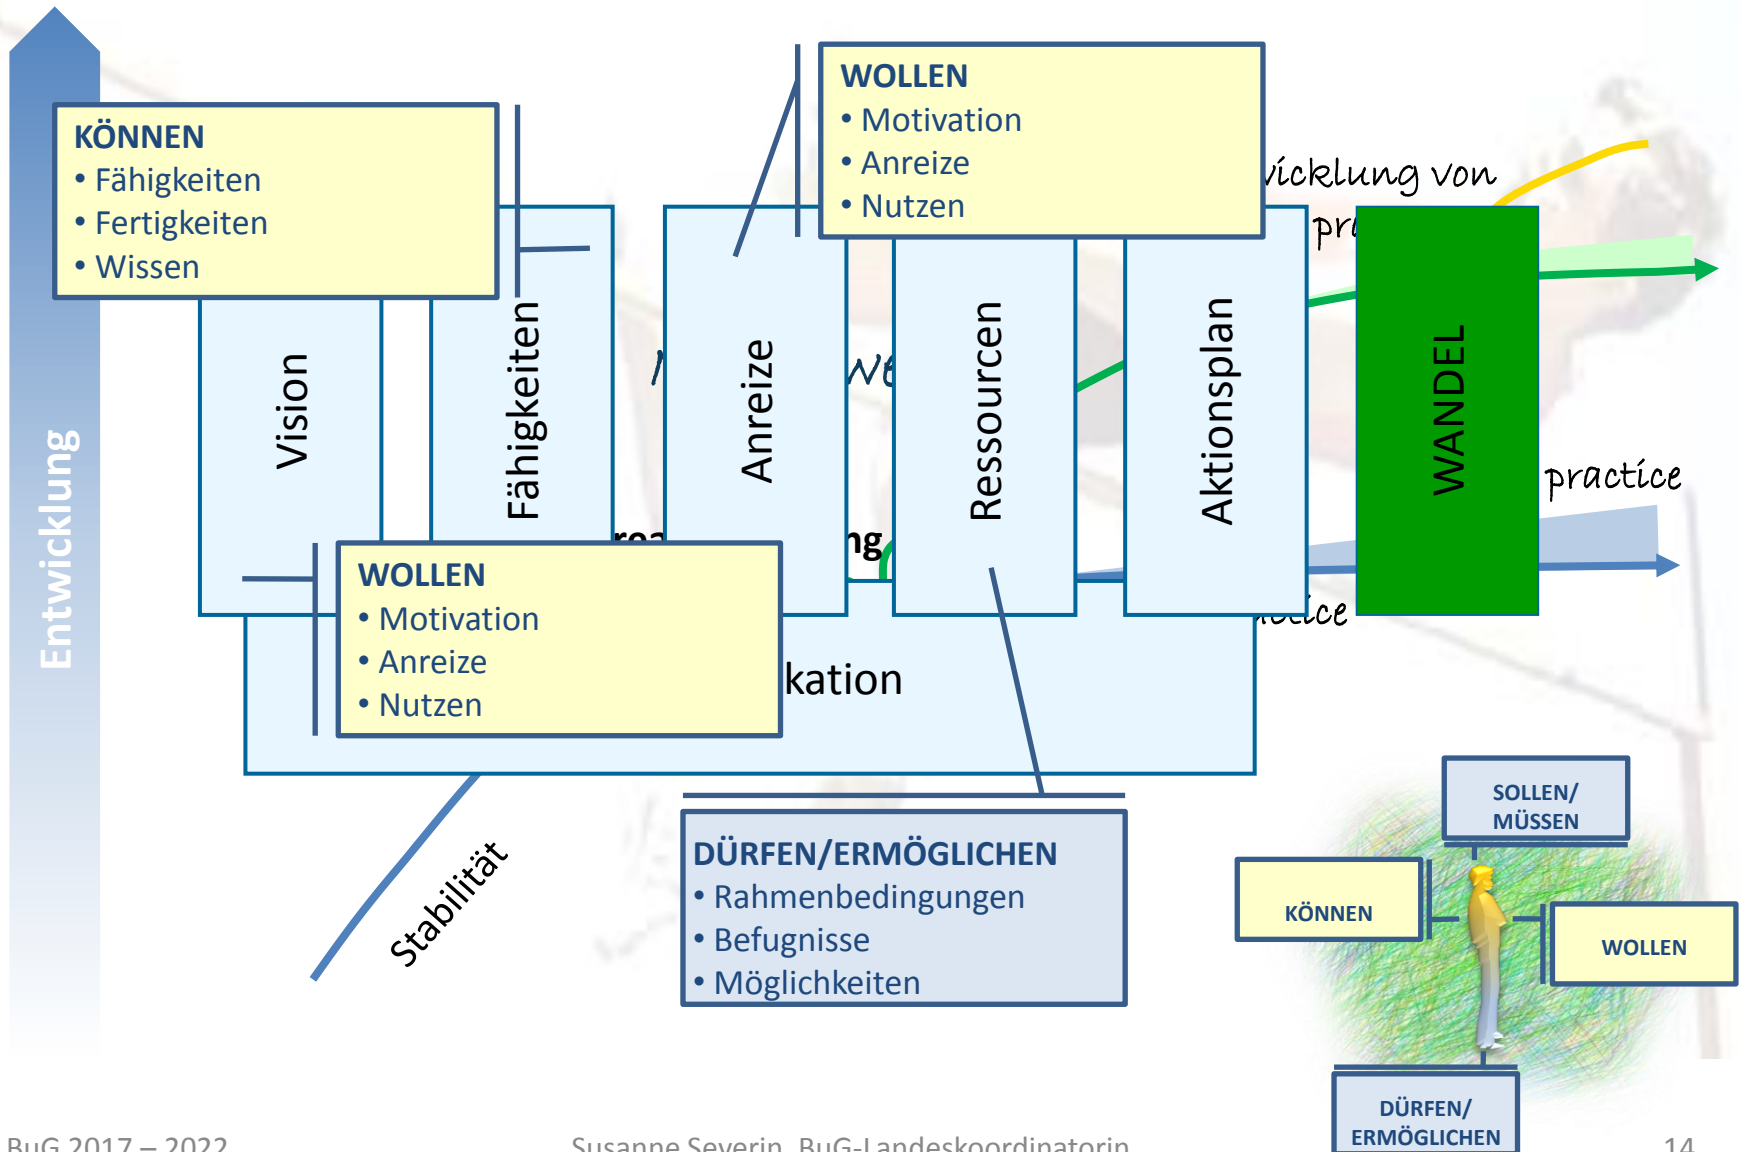 WOLLEN
• Motivation
• Anreize
• Nutzen
KÖNNEN
• Fähigkeiten
• Fertigkeiten
• Wissen
von
Entwicklung
Vision
Fähigkeiten
Anreize
Ressourcen
Aktionsplan
WANDEL
practice
WOLLEN
• Motivation
• Anreize
• Nutzen
kation
Stabilität
DÜRFEN/ERMÖGLICHEN
• Rahmenbedingungen
• Befugnisse
• Möglichkeiten
SOLLEN/
MÜSSEN
KÖNNEN
WOLLEN
DÜRFEN/
ERMÖGLICHEN
BuG 2017 – 2022
Susanne Severin, BuG-Landeskoordinatorin
14